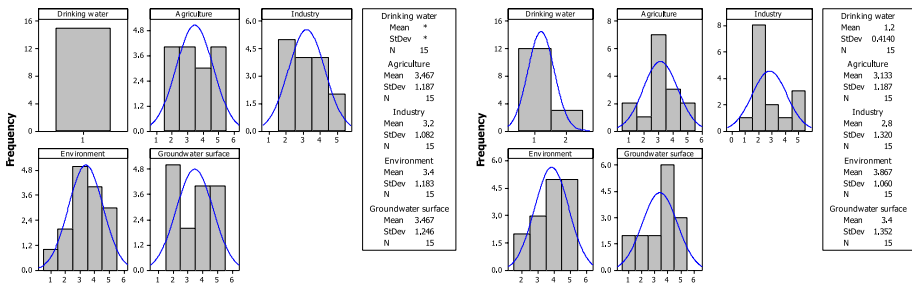 Drinking water
Agriculture
Industry
16
12
8
4
0
1
4.8
3.6
2.4
1.2
0.0
1 2 3 4 5 6
6.0
4.5
3.0
1.5
0.0
1 2 3 4 5
Frequency
Environment
Groundwater surface
4.8
3.6
2.4
1.2
0.0
1 2 3 4 5 6
4.8
3.6
2.4
1.2
0.0
1 2 3 4 5 6
Drinking water
Mean *
StDev *
N 15
Agriculture
Mean 3,467
StDev 1,187
N 15
Industry
Mean 3,2
StDev 1,082
N 15
Environment
Mean 3.4
StDev 1,183
N 15
Groundwater surface
Mean 3.467
StDev 1,246
N 15
Drinking water
Agriculture
Industry
16
12
8
4
0
1 2
8
6
4
2
0
1 2 3 4 5 6
8
6
4
2
0
0 1 2 3 4 5
Frequency
Environment
Groundwater surface
6.0
4.5
3.0
1.5
0.0
1 2 3 4 5 6
6.0
4.5
3.0
1.5
0.0
1 2 3 4 5 6
Drinking water
Mean 1,2
StDev 0.4140
N 15
Agriculture
Mean 3,133
StDev 1,187
N 15
Industry
Mean 2,8
StDev 1,320
N 15
Environment
Mean 3.867
StDev 1,060
N 15
Groundwater surface
Mean 3.4
StDev 1,352
N 15